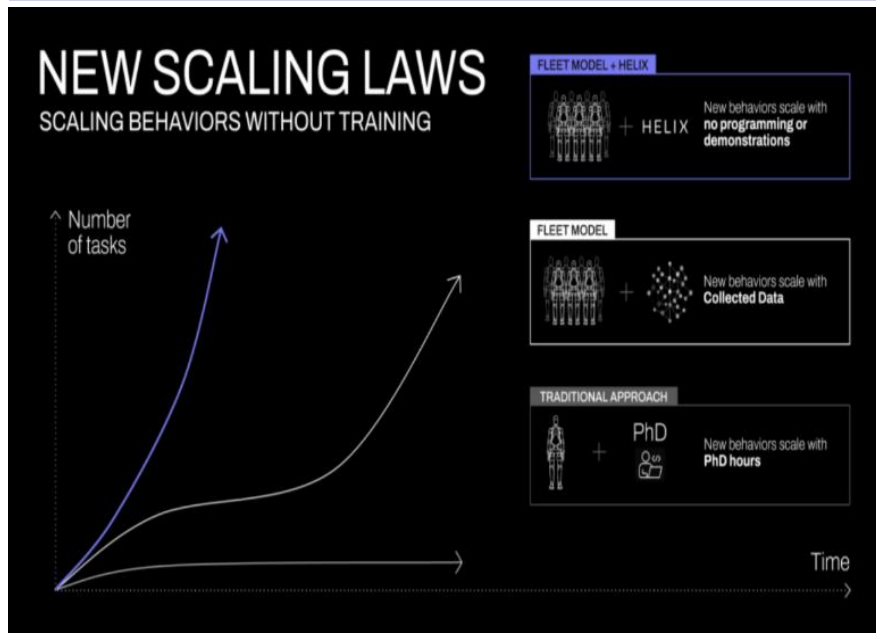 NEW SCALING LAWS
SCALING BEHAVIORS WITHOUT TRAINING
Number
of tasks
Time
FLEET MODEL + HELIX
+ HELIX
New behaviors scale with
no programming or
demonstrations
FLEET MODEL
+
New behaviors scale with
Collected Data
TRADITIONAL APPROACH
+
PhD
New behaviors scale with
PhD hours